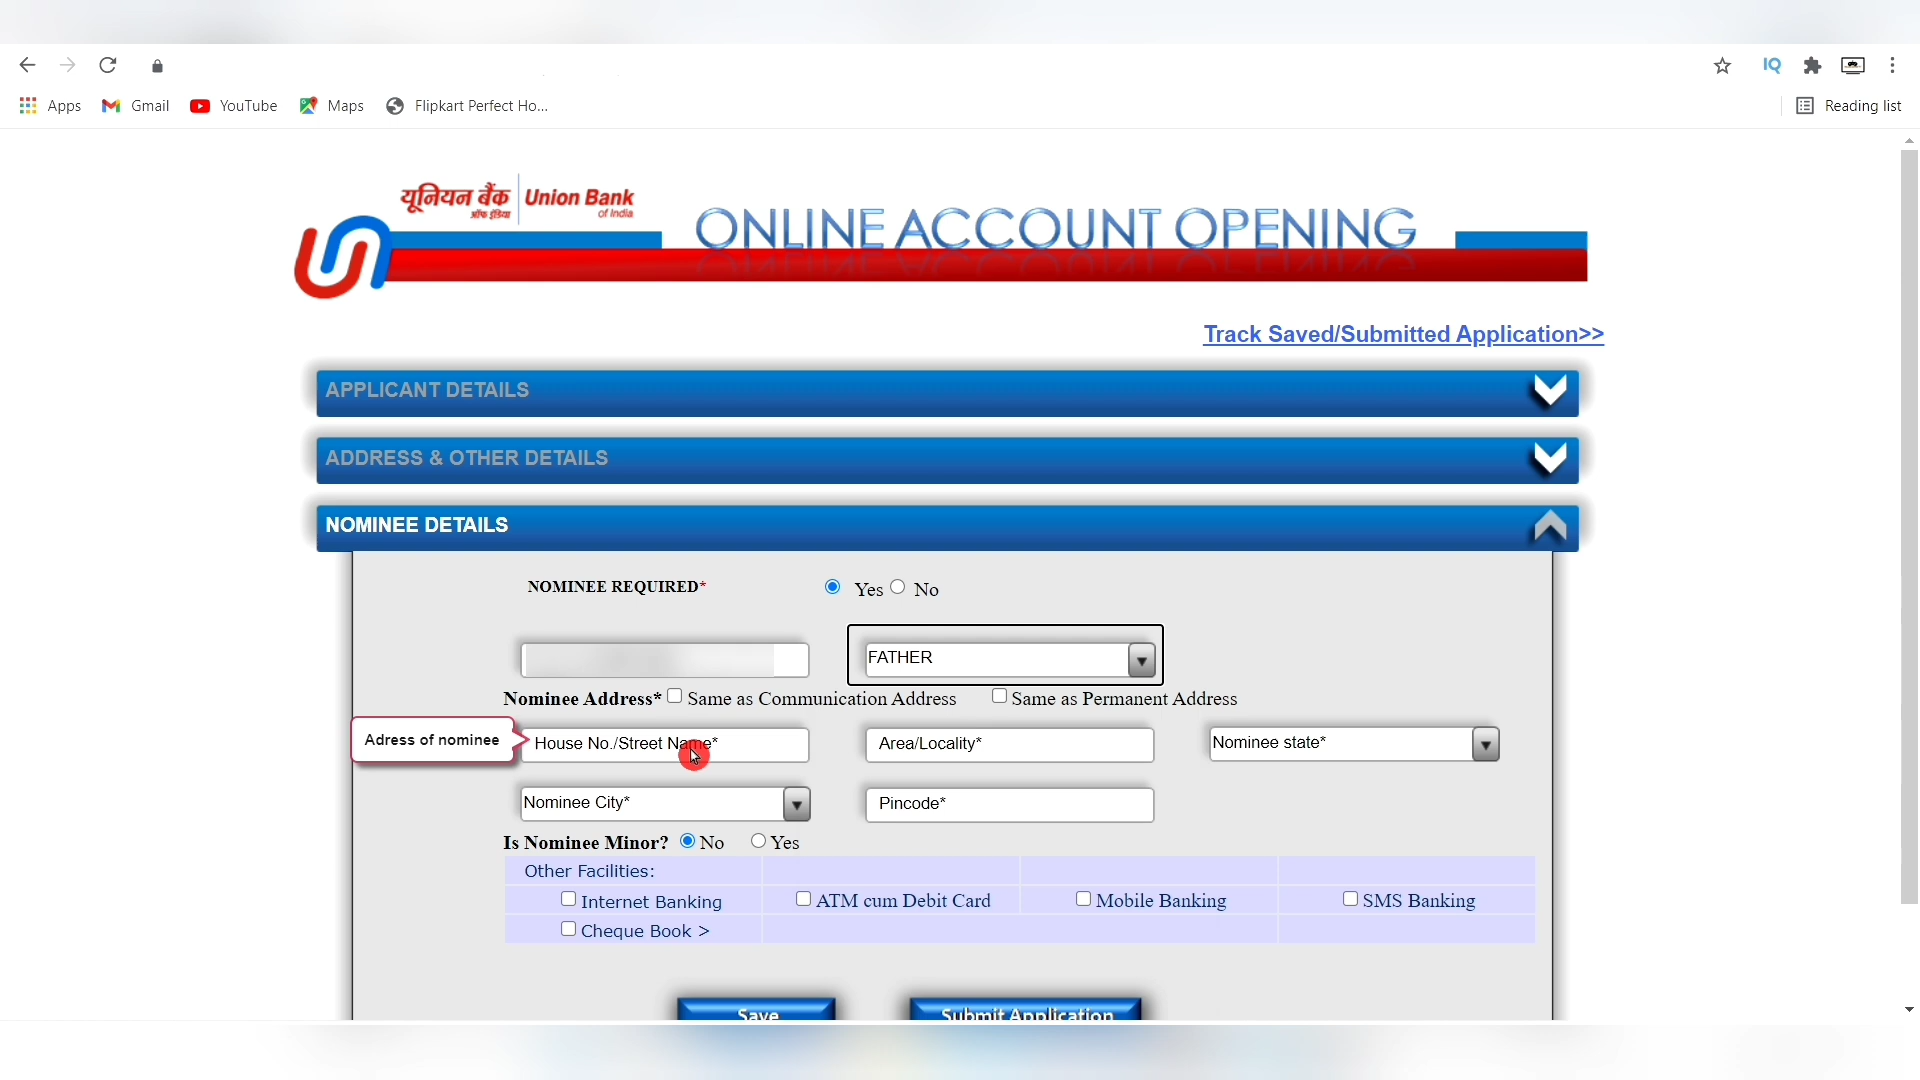 IQ
Apps Gmail YouTube Maps Flipkart Perfect Ho... Reading list
यूनियन बैंक Union Bank
ऑफ इंडिया of India
ONLINE ACCOUNT OPENING
Track Saved/Submitted Application>>
APPLICANT DETAILS
ADDRESS & OTHER DETAILS
NOMINEE DETAILS
NOMINEE REQUIRED* Yes No
FATHER
Nominee Address* Same as Communication Address Same as Permanent Address
Adress of nominee House No./Street Name* Area/Locality* Nominee state*
Nominee City* Pincode*
Is Nominee Minor? No Yes
Other Facilities:
Internet Banking ATM cum Debit Card Mobile Banking SMS Banking
Cheque Book >
Save Submit Application